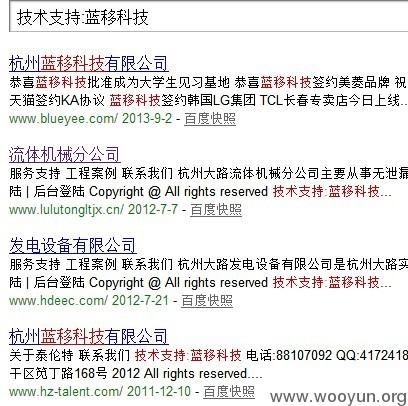 技术支持:蓝移科技
杭州蓝移科技有限公司
恭喜蓝移科技批准成为大学生见习基地 恭喜蓝移科技签约美菱品牌 祝
天猫签约KA协议 蓝移科技签约韩国LG集团 TCL长春专卖店今日上线...
www.blueyee.com/ 2013-9-2 - 百度快照
流体机械分公司
服务支持 工程案例 联系我们 杭州大路流体机械分公司主要从事无泄漏
陆 | 后台登陆 Copyright @ All rights reserved 技术支持:蓝移科技...
www.lulutongltjx.cn/ 2012-7-7 - 百度快照
发电设备有限公司
服务支持 工程案例 联系我们 杭州大路发电设备有限公司是杭州大路实
陆 | 后台登陆 Copyright @ All rights reserved 技术支持:蓝移科技...
www.hdeec.com/ 2012-7-21 - 百度快照
杭州蓝移科技有限公司
关于泰伦特 联系我们 技术支持:蓝移科技 电话:88107092 QQ:4172418
干区笕丁路168号 2012 All rights reserved....
www.hz-talent.com/ 2011-12-10 - 百度快照
www.wooyun.org